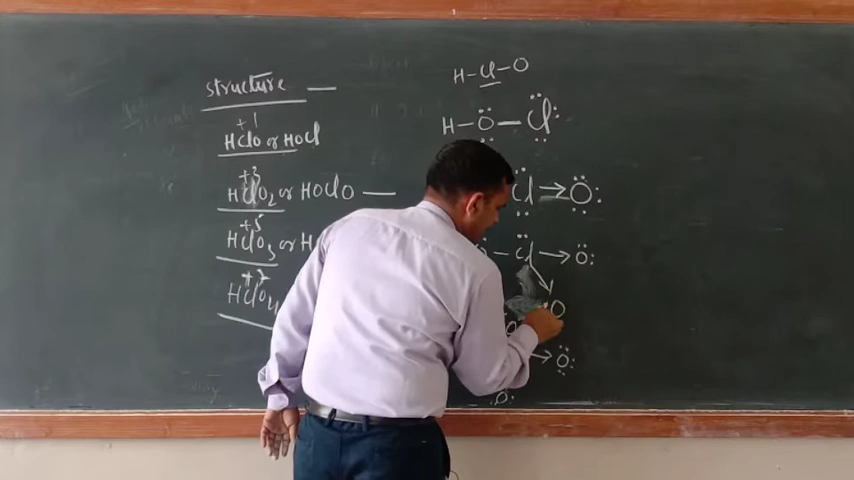 structure —
H-Cl-O
+1
HClO or HOCl
H-O-Cl
+3
HClO2 or HOClO —
Cl→O
+5
HClO3 or H
-Cl→O
O
+7
HClO4
→O
O